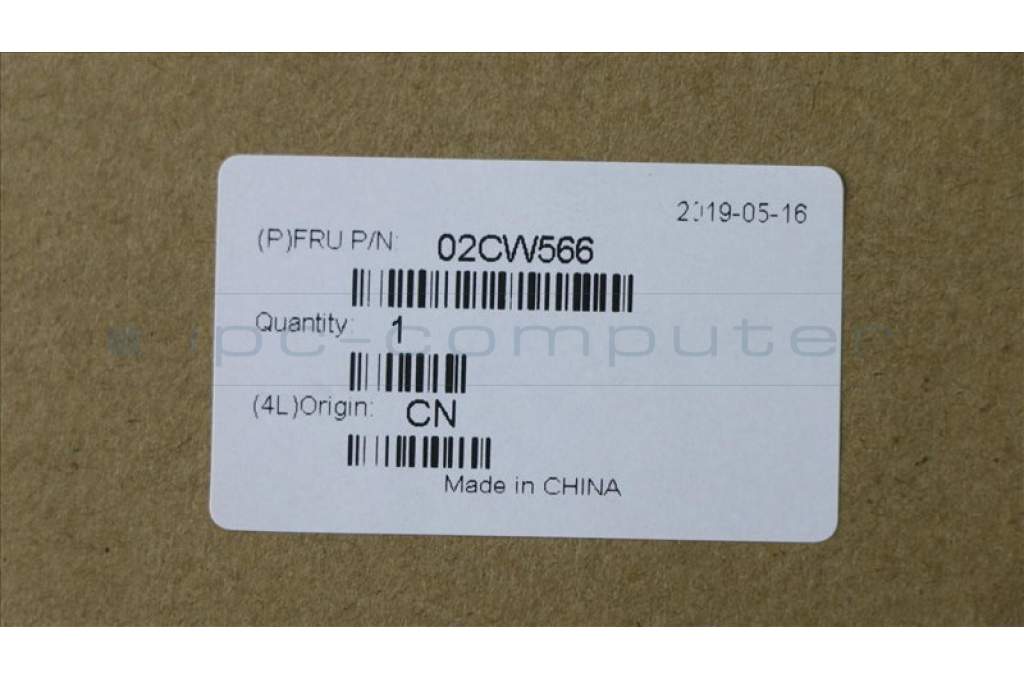 2019-05-16
(P)FRU P/N: 02CW566
Quantity: 1
ipc-computer
(4L)Origin: CN
Made in CHINA